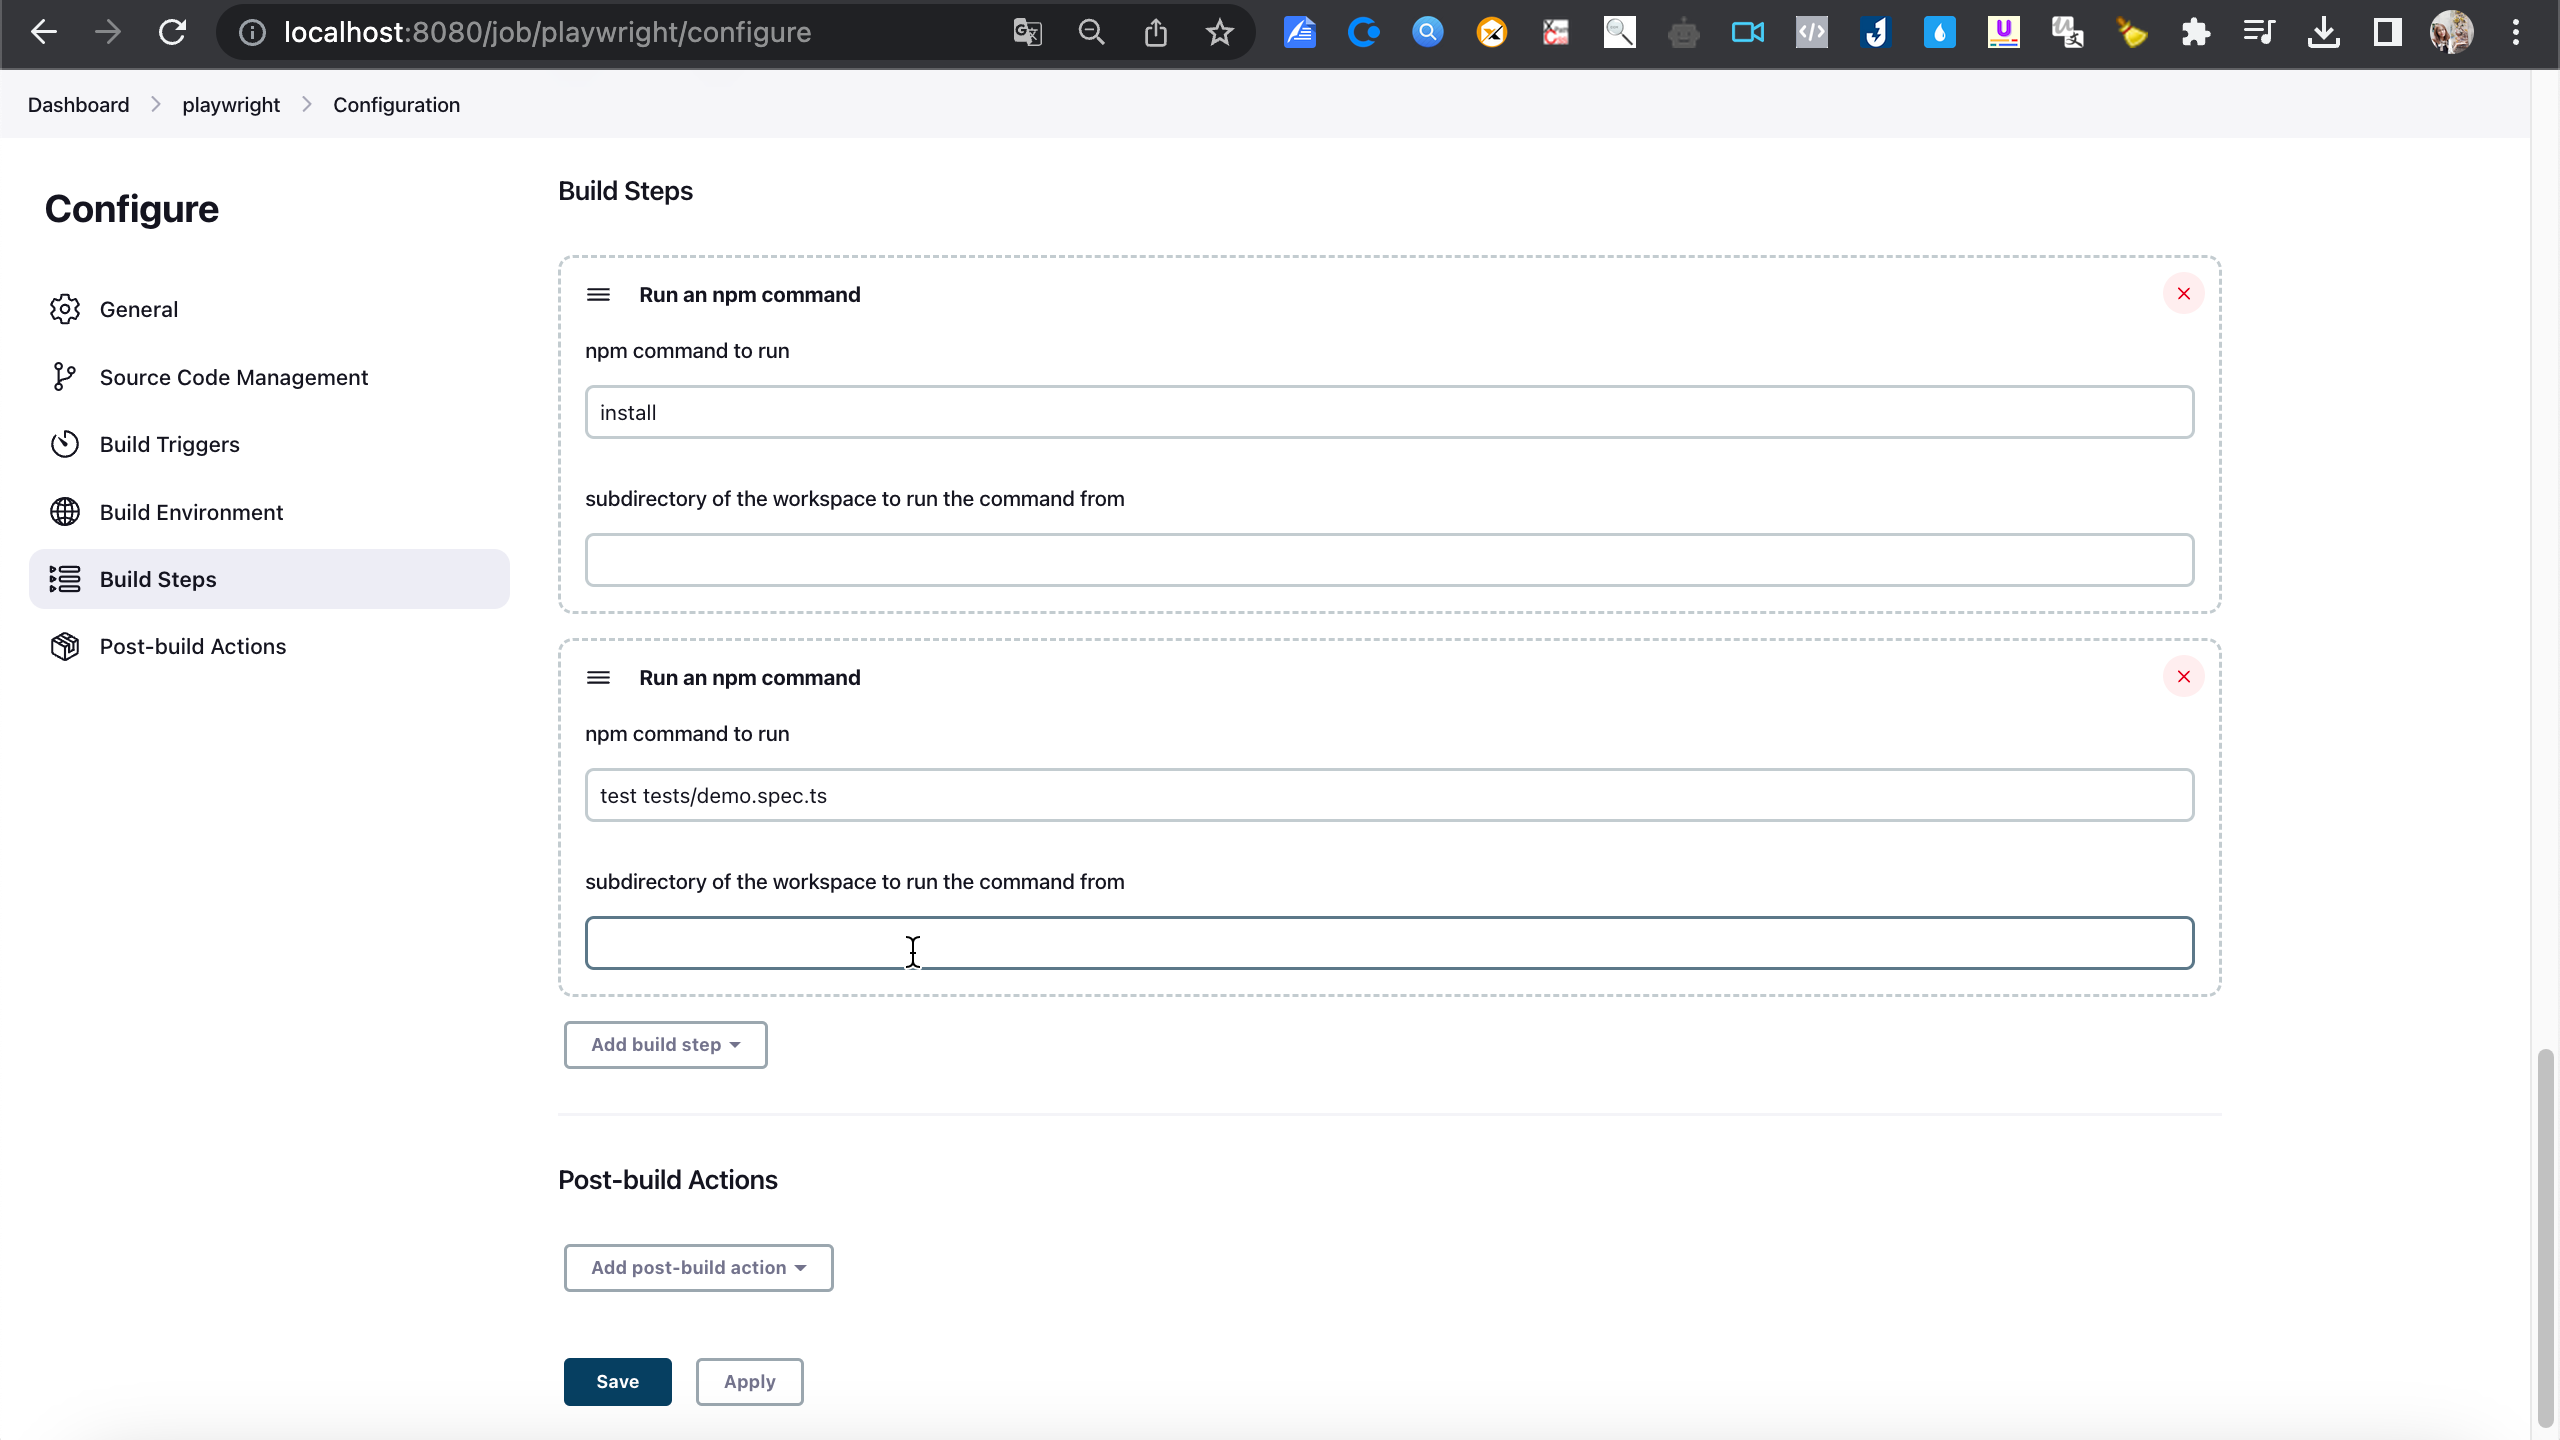 localhost:8080/job/playwright/configure
Dashboard > playwright > Configuration
Configure
General
Source Code Management
Build Triggers
Build Environment
Build Steps
Post-build Actions
Build Steps
Run an npm command
npm command to run
install
subdirectory of the workspace to run the command from
Run an npm command
npm command to run
test tests/demo.spec.ts
subdirectory of the workspace to run the command from
Add build step
Post-build Actions
Add post-build action
Save
Apply